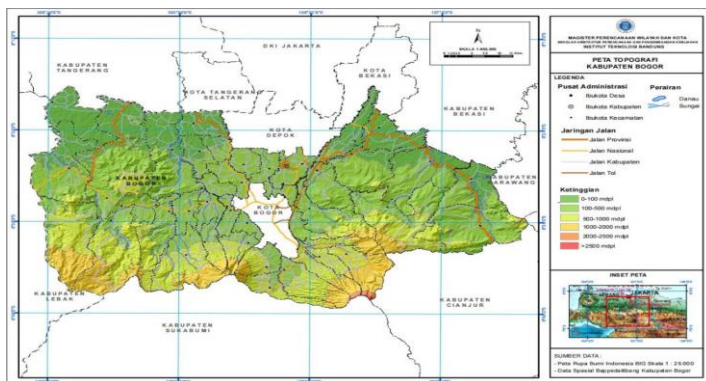 KABUPATEN
TANGERANG
DKI JAKARTA
KOTA TANGERANG
SELATAN
KOTA
BEKASI
KABUPATEN
BEKASI
KOTA
DEPOK
KABUPATEN
KARAWANG
KABUPATEN
BOGOR
KOTA
BOGOR
KABUPATEN
LEBAK
KABUPATEN
SUKABUMI
KABUPATEN
CIANJUR
N
MAGISTER PERENCANAAN WILAYAH DAN KOTA
INSTITUT TEKNOLOGI BANDUNG
PETA TOPOGRAFI
KABUPATEN BOGOR
LEGENDA
Pusat Administrasi
Ibukota Desa
Ibukota Kabupaten
Ibukota Kecamatan
Perairan
Danau
Sungai
Jaringan Jalan
Jalan Provinsi
Jalan Nasional
Jalan Kabupaten
Jalan Tol
Ketinggian
0-100 mdpl
100-500 mdpl
500-1000 mdpl
1000-2000 mdpl
2000-2500 mdpl
>2500 mdpl
INSET PETA
JAKARTA
SUMBER DATA :
- Peta Rupa Bumi Indonesia BIG Skala 1 : 25.000
- Data Spasial Bappedalitbang Kabupaten Bogor